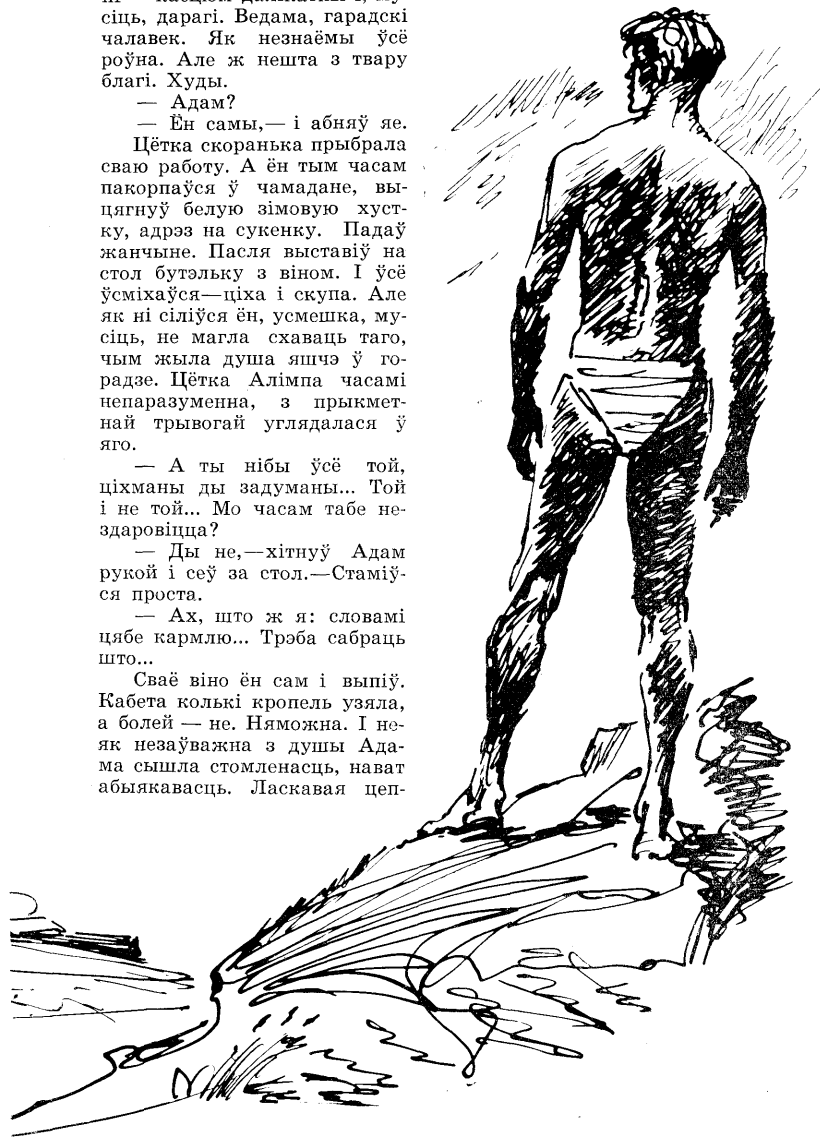 сіць, дарагі. Ведама, гарадскі
чалавек. Як незнаёмы ўсё
роўна. Але ж нешта з твару
благі. Худы.
— Адам?
— Ён самы,— і абняў яе.
Цётка скоранька прыбрала
сваю работу. А ён тым часам
пакорпаўся ў чамадане, вы-
цягнуў белую зімовую хуст-
ку, адрэз на сукенку. Падаў
жанчыне. Пасля выставіў на
стол бутэльку з віном. І ўсё
ўсміхаўся—ціха і скупа. Але
як ні сіліўся ён, усмешка, му-
сіць, не магла схаваць таго,
чым жыла душа яшчэ ў го-
радзе. Цётка Алімпа часамі
непаразуменна, з прыкмет-
най трывогай углядалася ў
яго.
— А ты нібы ўсё той,
ціхманы ды задуманы... Той
і не той... Мо часам табе не-
здаровіцца?
— Ды не,—хітнуў Адам
рукой і сеў за стол.—Стаміў-
ся проста.
— Ах, што ж я: словамі
цябе кармлю... Трэба сабраць
што...
Сваё віно ён сам і выпіў.
Кабета колькі кропель узяла,
а болей — не. Няможна. І не-
як незаўважна з душы Ада-
ма сышла стомленасць, нават
абыякавасць. Ласкавая цеп-